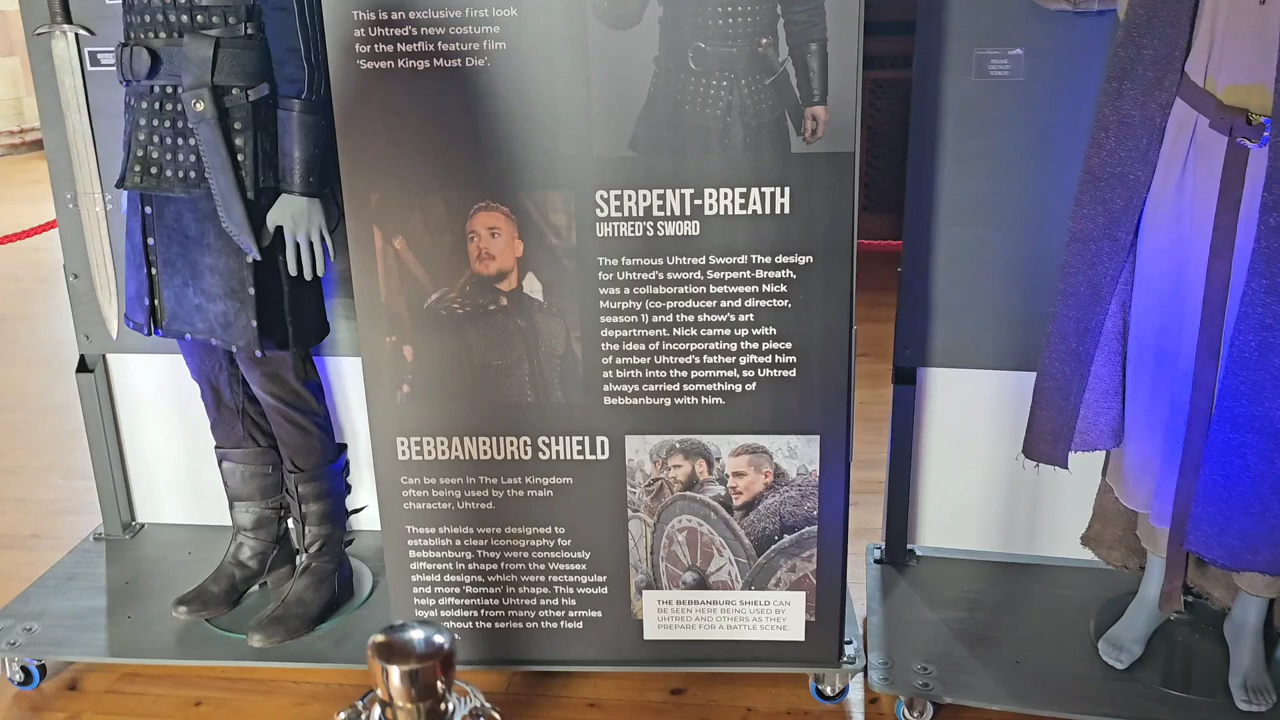 This is an exclusive first look
at Uhtred's new costume
for the Netflix feature film
'Seven Kings Must Die'.
SERPENT-BREATH
UHTRED'S SWORD
The famous Uhtred Sword! The design
for Uhtred's sword, Serpent-Breath,
was a collaboration between Nick
Murphy (co-producer and director,
season 1) and the show's art
department. Nick came up with
the idea of incorporating the piece
of amber Uhtred's father gifted him
at birth into the pommel, so Uhtred
always carried something of
Bebbanburg with him.
BEBBANBURG SHIELD
Can be seen in The Last Kingdom
often being used by the main
character, Uhtred.
These shields were designed to
establish a clear iconography for
Bebbanburg. They were consciously
different in shape from the Wessex
shield designs, which were rectangular
and more 'Roman' in shape. This would
help differentiate Uhtred and his
loyal soldiers from many other armies
the series on the field
THE BEBBANBURG SHIELD CAN
BE SEEN HERE BEING USED BY
UHTRED AND OTHERS AS THEY
PREPARE FOR A BATTLE SCENE.
PLEASE
DO NOT
TOUCH